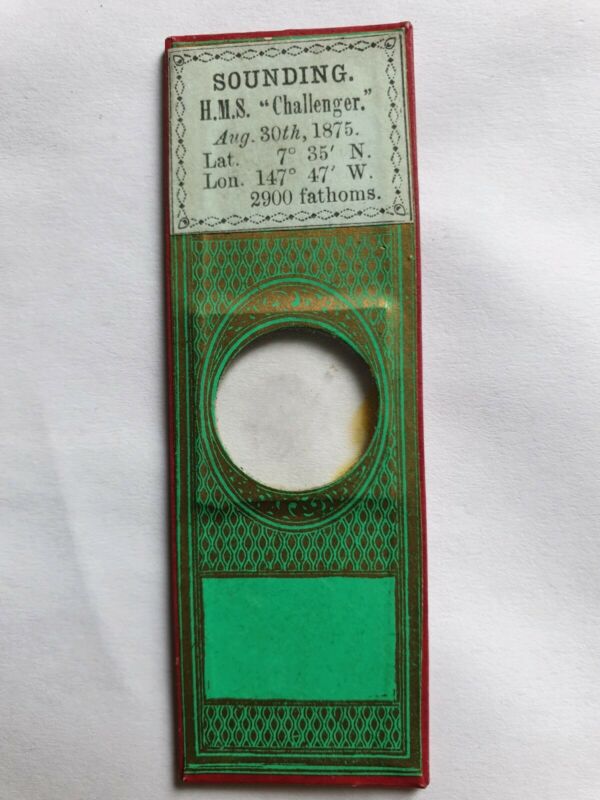 SOUNDING.
H.M.S. "Challenger."
Aug. 30th, 1875.
Lat. 7° 35′ N.
Lon. 147° 47′ W.
2900 fathoms.